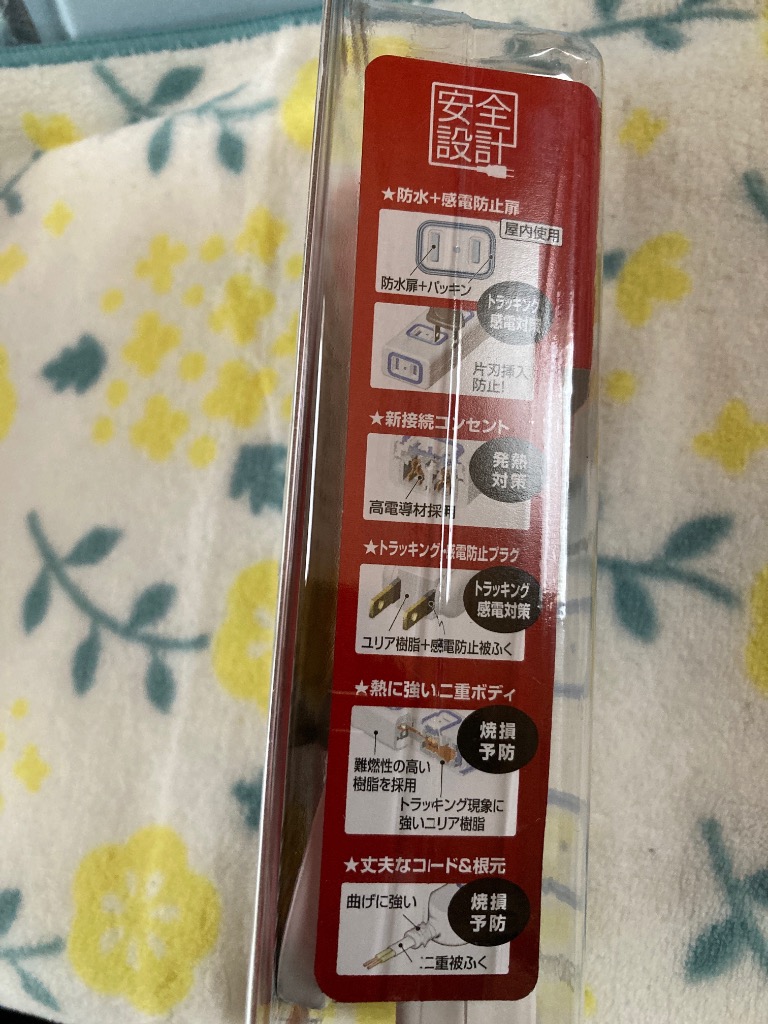 安全
設計
★防水+感電防止扉
屋内使用
防水扉+パッキン
トラッキング
感電対策
片刃挿入
防止!
★新接続コンセント
発熱
対策
高電導材採用
★トラッキング・感電防止プラグ
トラッキング
感電対策
ユリア樹脂+感電防止被ふく
★熱に強い二重ボディ
焼損
予防
難燃性の高い
樹脂を採用
トラッキング現象に
強いユリア樹脂
★丈夫なコード&根元
曲げに強い
焼損
予防
二重被ふく